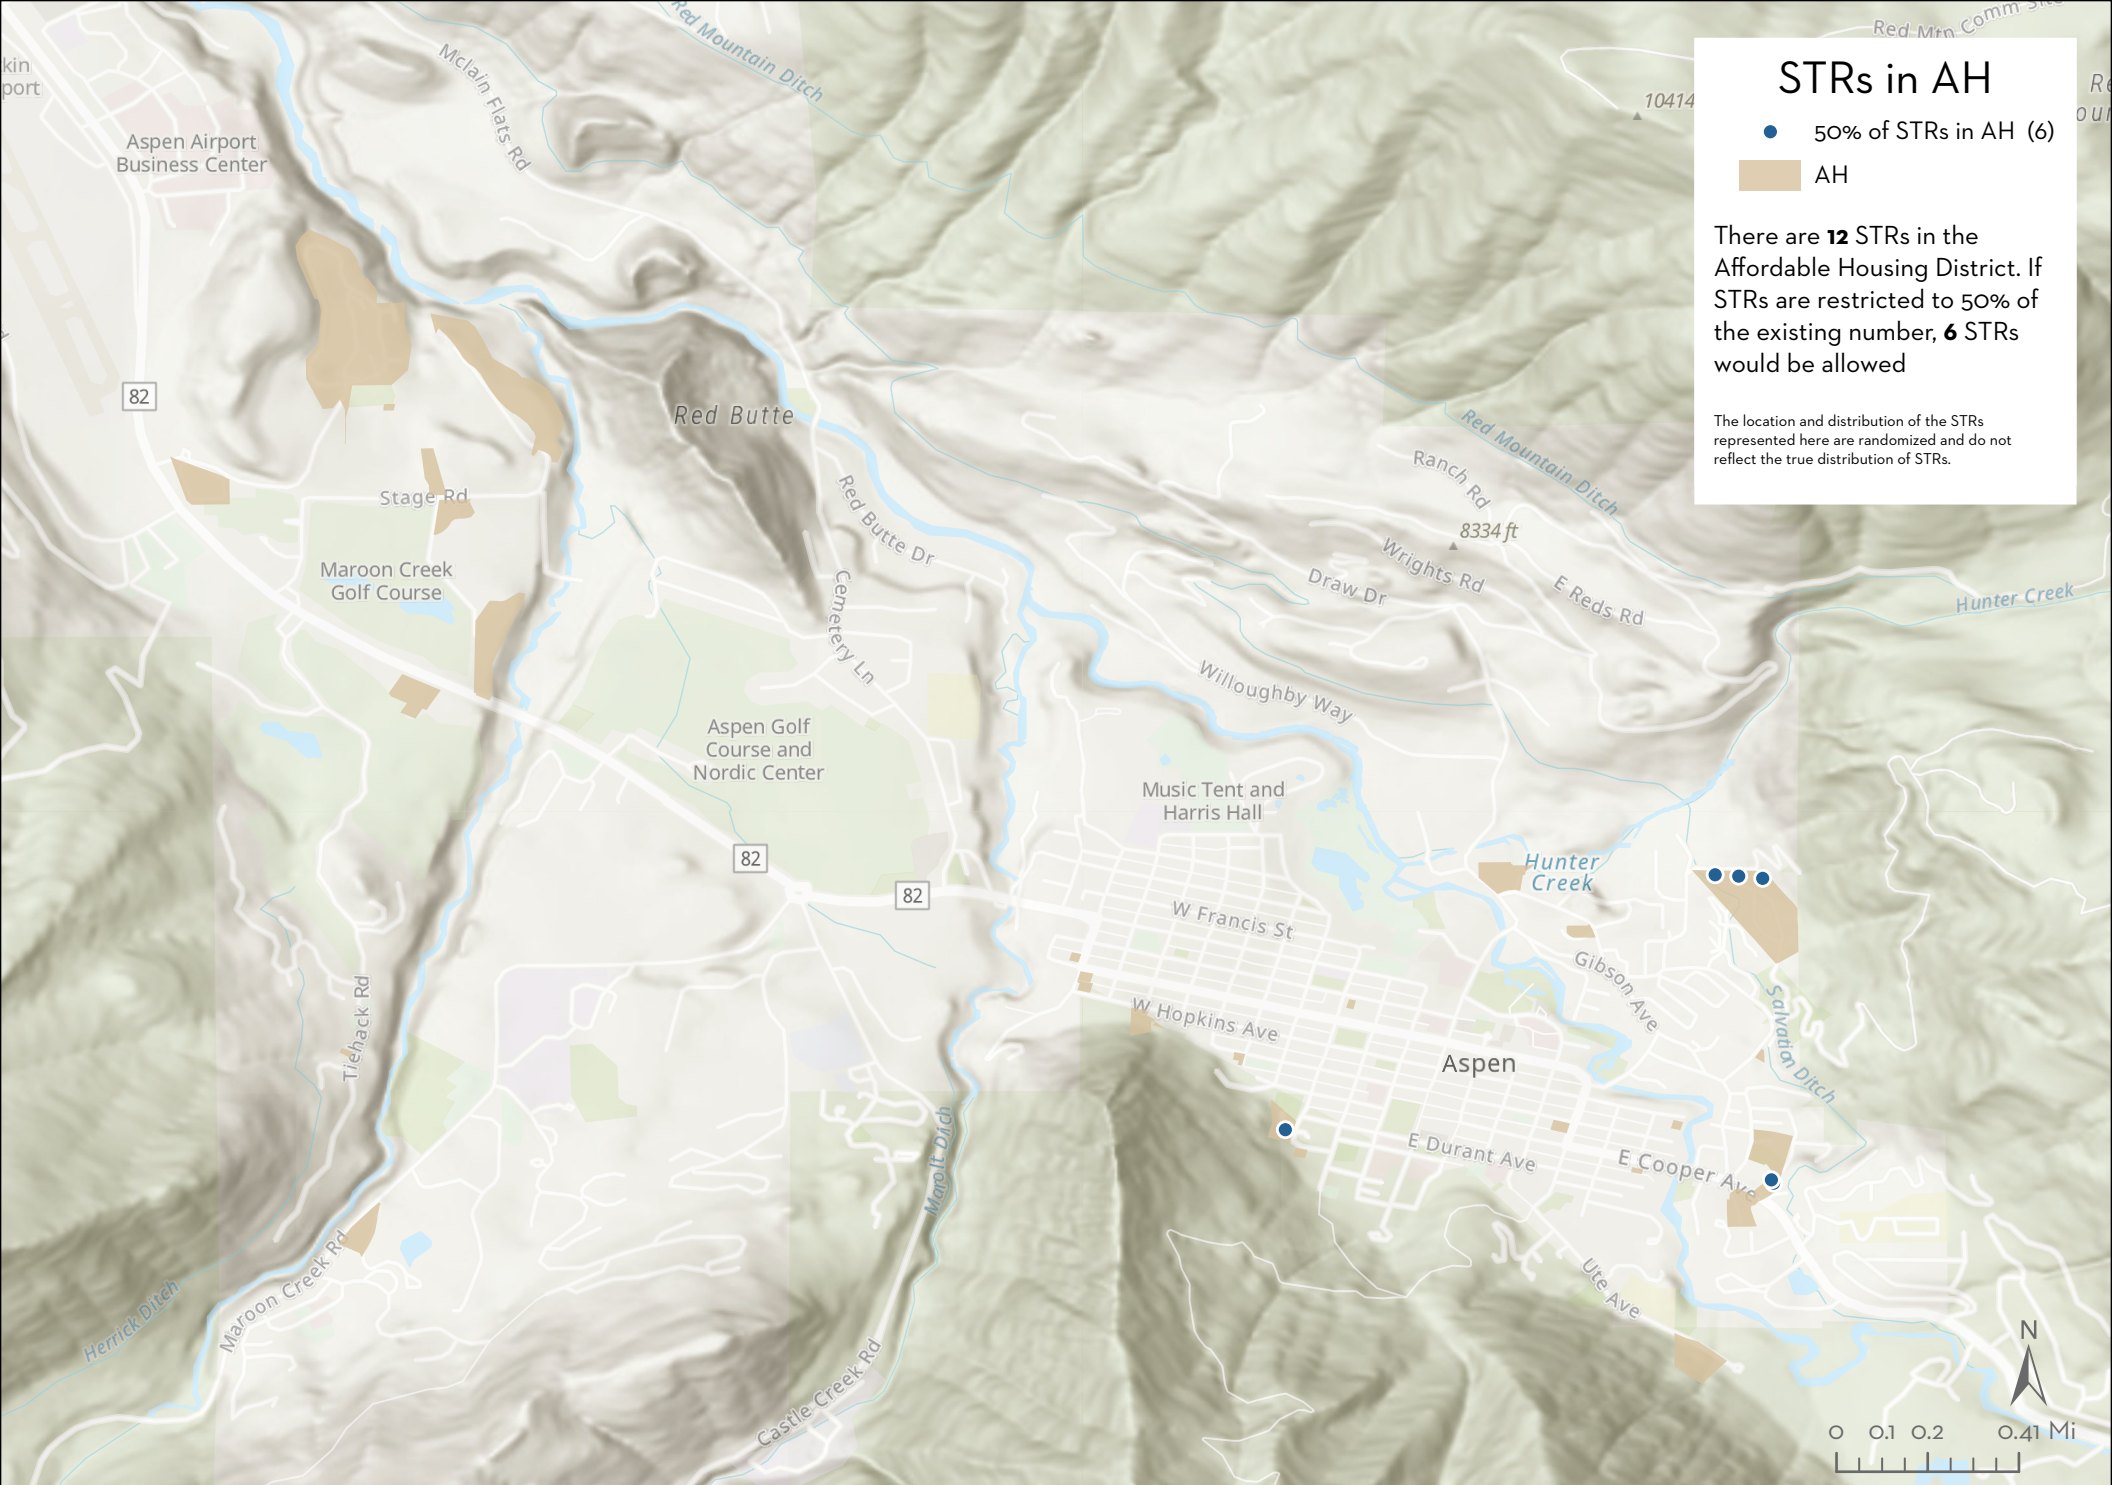 Red Mtn Comm
kin
port
Mclain Flats Rd
Red Mountain Ditch
Aspen Airport
Business Center
10414
STRs in AH
50% of STRs in AH (6)
AH
There are 12 STRs in the
Affordable Housing District. If
STRs are restricted to 50% of
the existing number, 6 STRs
would be allowed
The location and distribution of the STRs
represented here are randomized and do not
reflect the true distribution of STRs.
82
Red Butte
Stage Rd
Red Butte Dr
Ranch Rd
Red Mountain Ditch
8334 ft
Wrights Rd
Draw Dr
E Reds Rd
Hunter Creek
Maroon Creek
Golf Course
Cemetery Ln
Willoughby Way
Aspen Golf
Course and
Nordic Center
Music Tent and
Harris Hall
82
82
Hunter
Creek
W Francis St
Gibson Ave
W Hopkins Ave
Salvation Ditch
Tiehack Rd
Aspen
Marolt Ditch
E Durant Ave
E Cooper Ave
Ute Ave
Maroon Creek Rd
Herrick Ditch
Castle Creek Rd
N
0 0.1 0.2 0.41 Mi